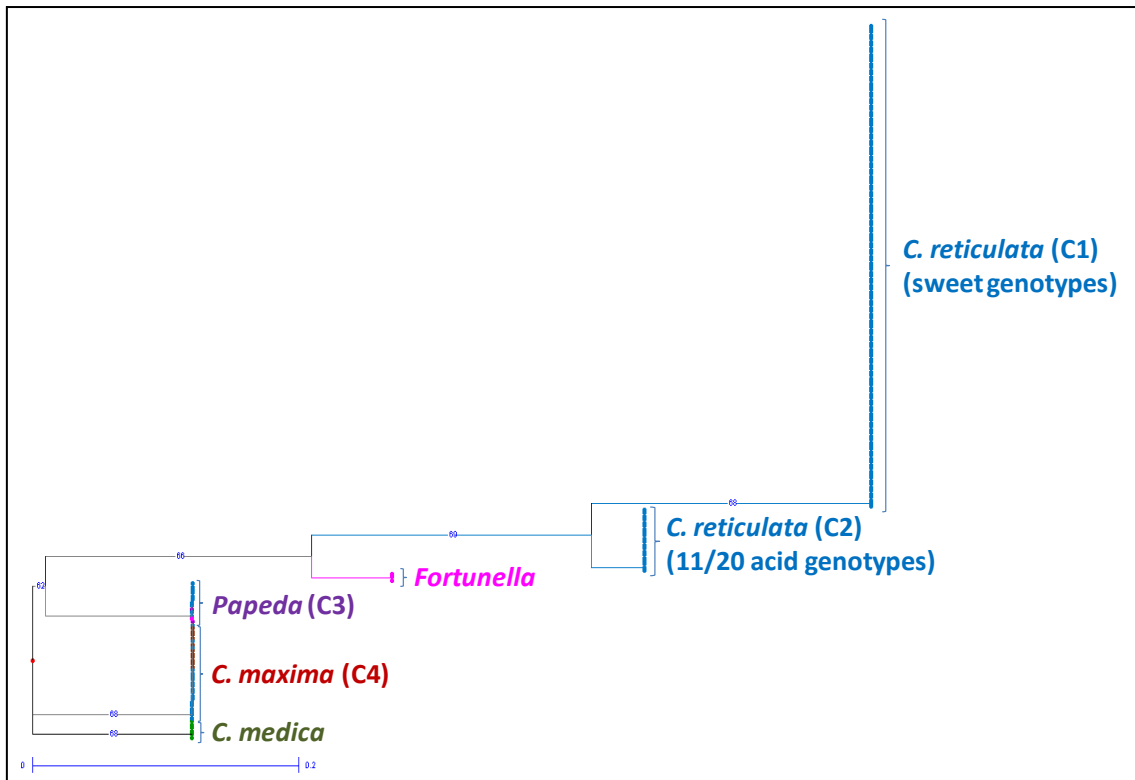 C. reticulata (C1)
(sweet genotypes)
68
C. reticulata (C2)
(11/20 acid genotypes)
69
66
Fortunella
62
Papeda (C3)
C. maxima (C4)
68
C. medica
68
0 0.2